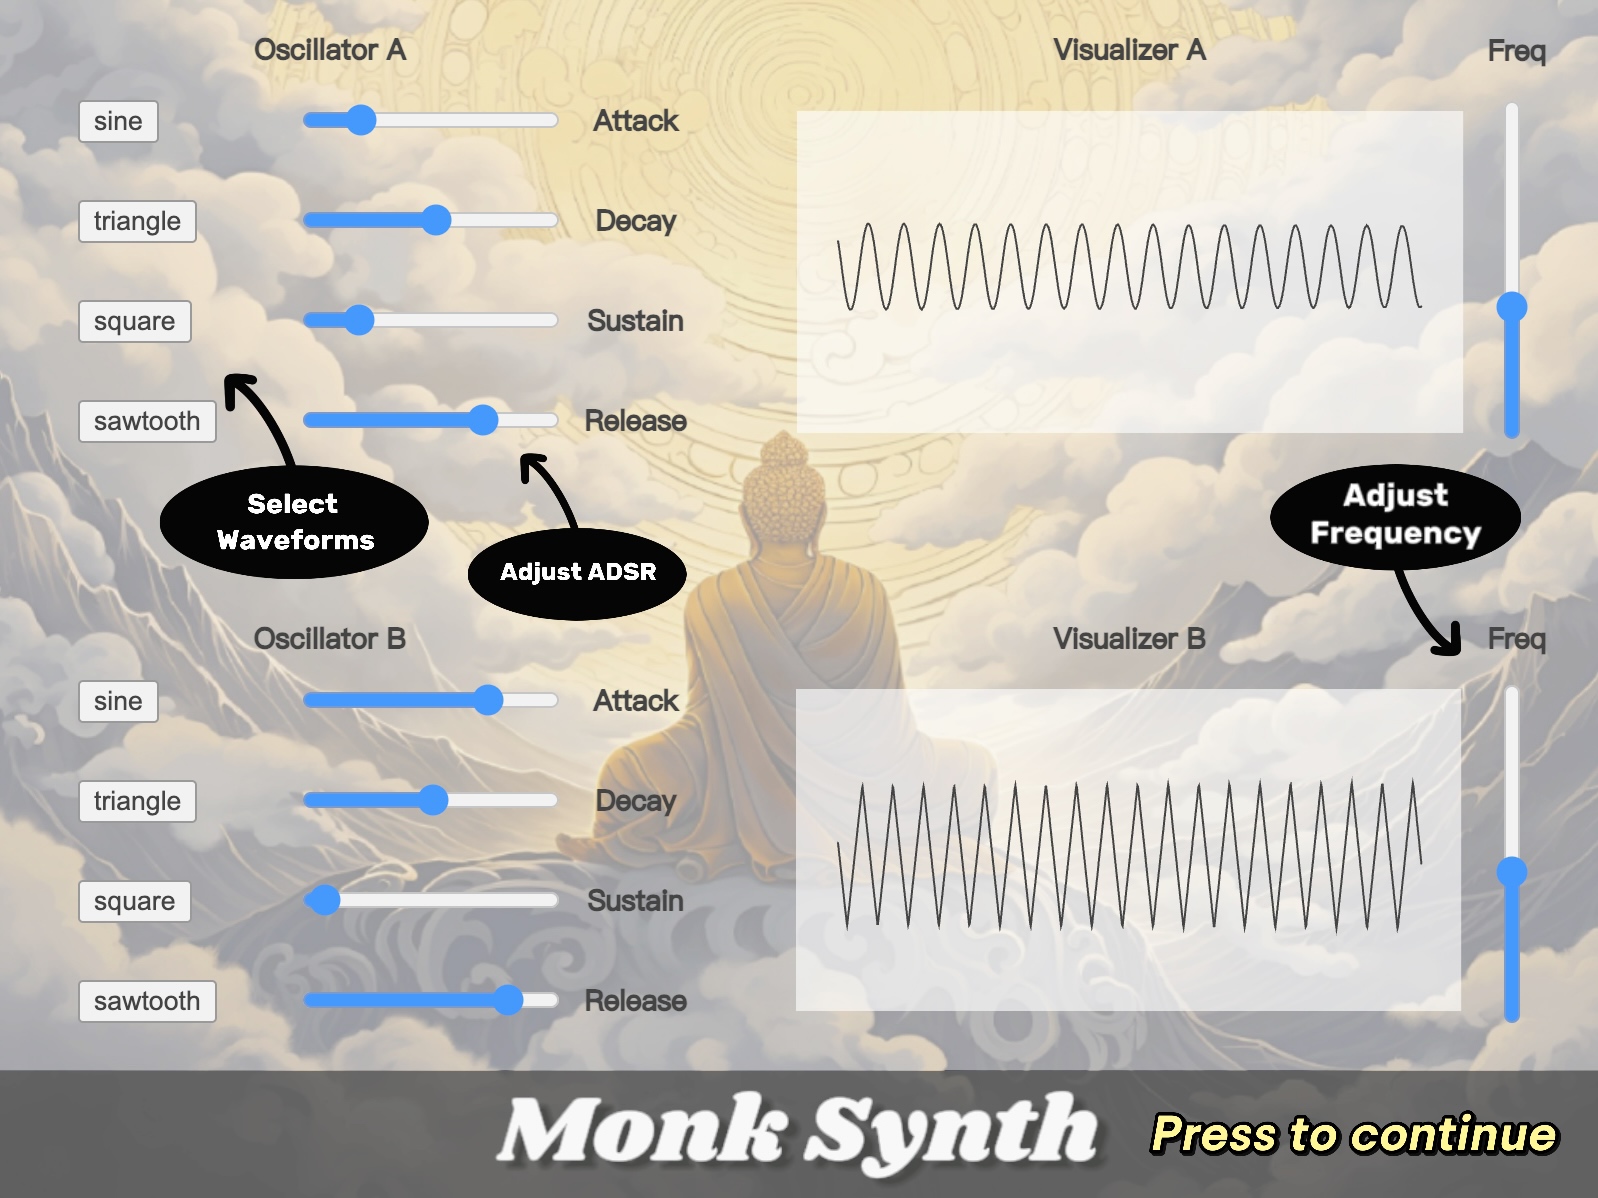 Oscillator A
Visualizer A
Freq
sine
Attack
triangle
Decay
square
Sustain
sawtooth
Release
Select
Waveforms
Adjust ADSR
Adjust
Frequency
Oscillator B
Visualizer B
Freq
sine
Attack
triangle
Decay
square
Sustain
sawtooth
Release
Monk Synth
Press to continue